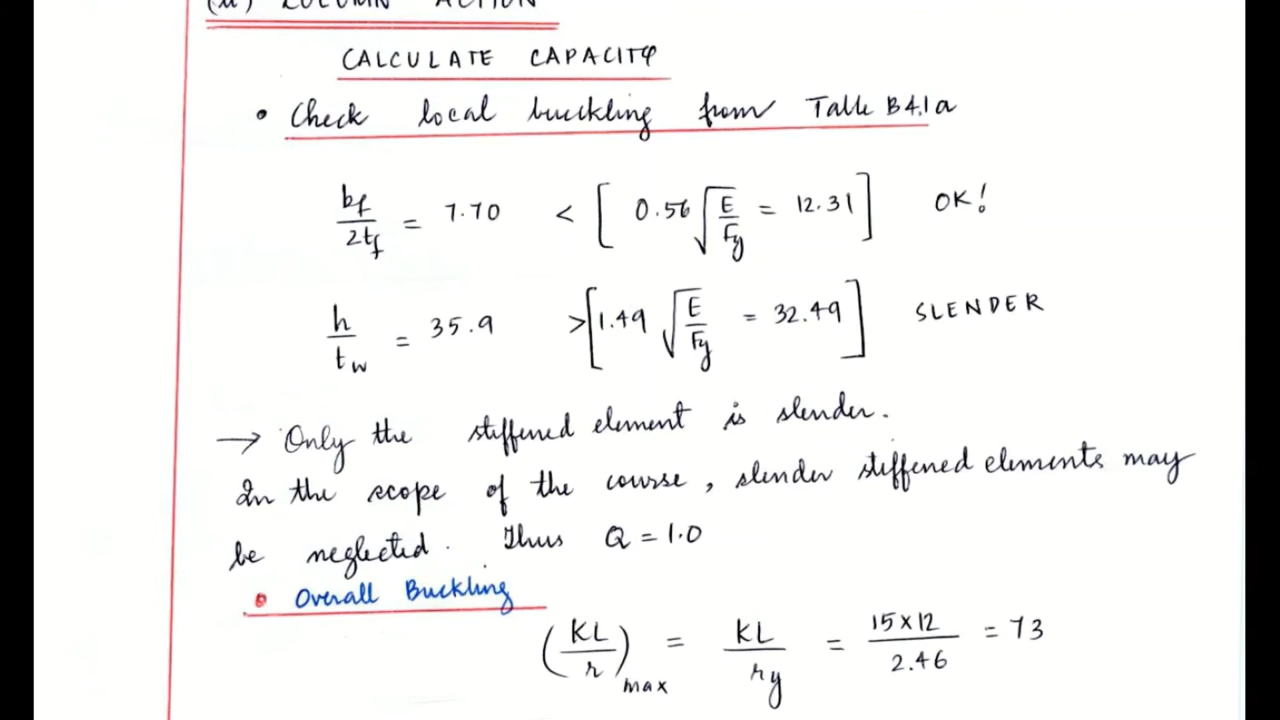 (ii) COLUMN ACTION
CALCULATE CAPACITY
• Check local buckling from Table B4.1a
bf/2tf = 7.70 < [ 0.56 √(E/Fy) = 12.31 ] OK!
h/tw = 35.9 > [ 1.49 √(E/Fy) = 32.49 ] SLENDER
→ Only the stiffened element is slender.
In the scope of the course, slender stiffened elements may
be neglected. Thus Q = 1.0
• Overall Buckling
(KL/r)max = KL/ry = 15×12/2.46 = 73